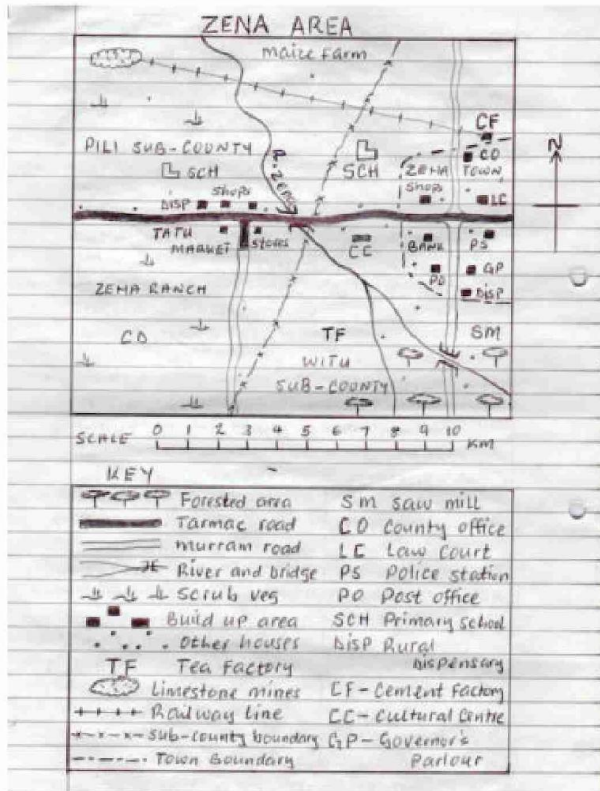 ZENA AREA
Maize Farm
CF
PILI SUB-COUNTY
CO
R. ZENA
SCH
SCH
ZEMA TOWN
N
DISP
Shops
Shops
LC
TATU MARKET
Stores
CC
BANK
PS
ZEMA RANCH
PO
GP
DISP
CO
TF
SM
WITU
SUB-COUNTY
SCALE 0 1 2 3 4 5 6 7 8 9 10
KM
KEY
Forested area SM Saw mill
Tarmac road CO County office
murram road LC Law Court
River and bridge PS Police station
Scrub veg PO Post office
Build up area SCH Primary school
Other houses DISP Rural
TF Tea Factory Dispensary
Limestone mines CF-Cement Factory
Railway line CC-Cultural Centre
Sub-county boundary GP-Governor's
Town Boundary Parlour